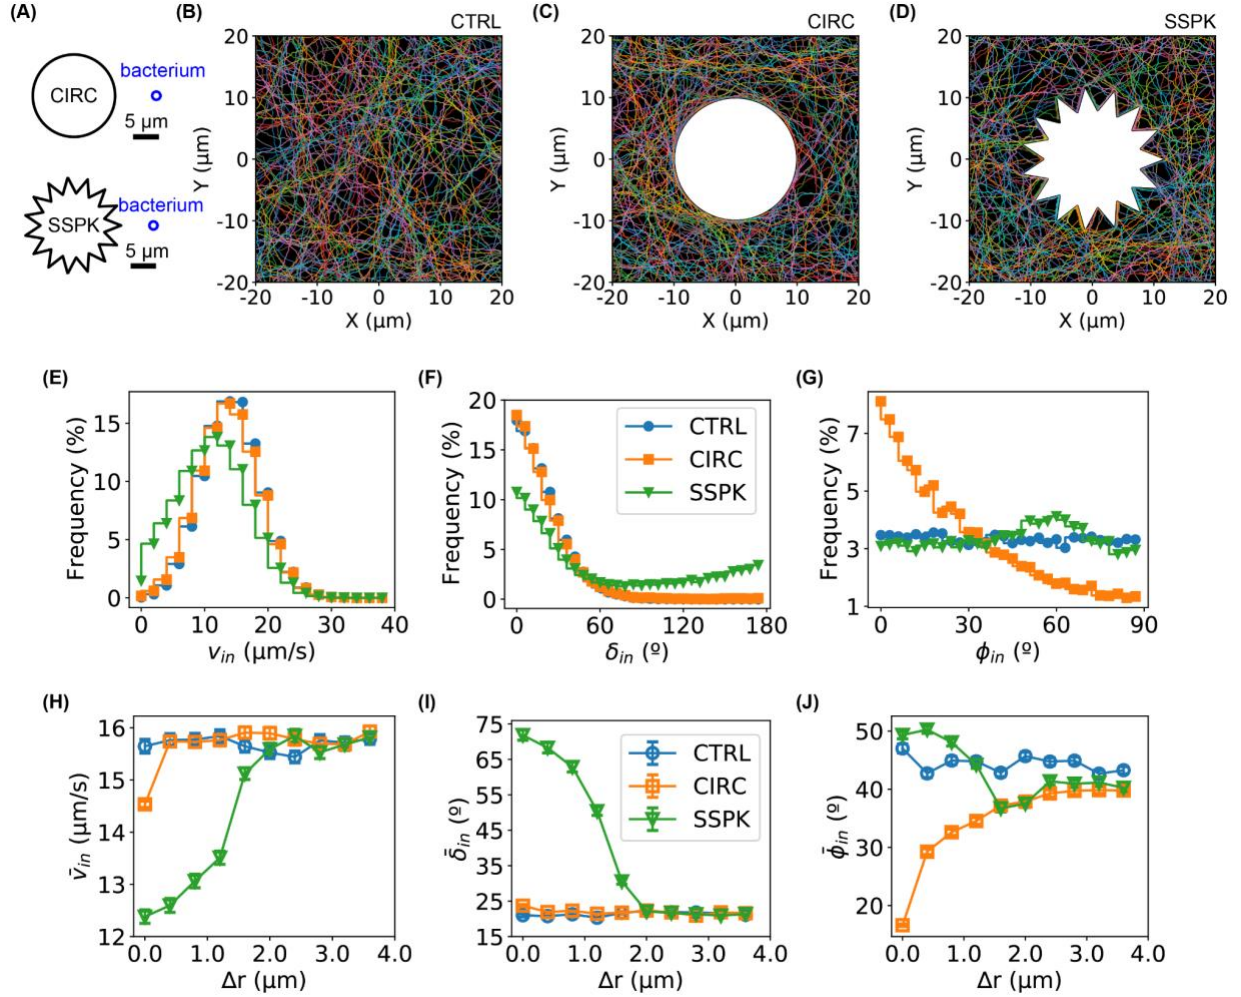 (A)
CIRC
bacterium
5 µm
SSPK
bacterium
5 µm
(B)
CTRL
Y (µm)
20
10
0
-10
-20
-20 -10 0 10 20
X (µm)
(C)
CIRC
Y (µm)
20
10
0
-10
-20
-20 -10 0 10 20
X (µm)
(D)
SSPK
Y (µm)
20
10
0
-10
-20
-20 -10 0 10 20
X (µm)
(E)
Frequency (%)
15
10
5
0
0 10 20 30 40
v_in (µm/s)
(F)
Frequency (%)
20
15
10
5
0
CTRL
CIRC
SSPK
0 60 120 180
δ_in (º)
(G)
Frequency (%)
7
5
3
1
0 30 60 90
ϕ_in (º)
(H)
v̄_in (µm/s)
16
15
14
13
12
0.0 1.0 2.0 3.0 4.0
Δr (µm)
(I)
δ̄_in (º)
75
65
55
45
35
25
15
CTRL
CIRC
SSPK
0.0 1.0 2.0 3.0 4.0
Δr (µm)
(J)
ϕ̄_in (º)
50
40
30
20
0.0 1.0 2.0 3.0 4.0
Δr (µm)